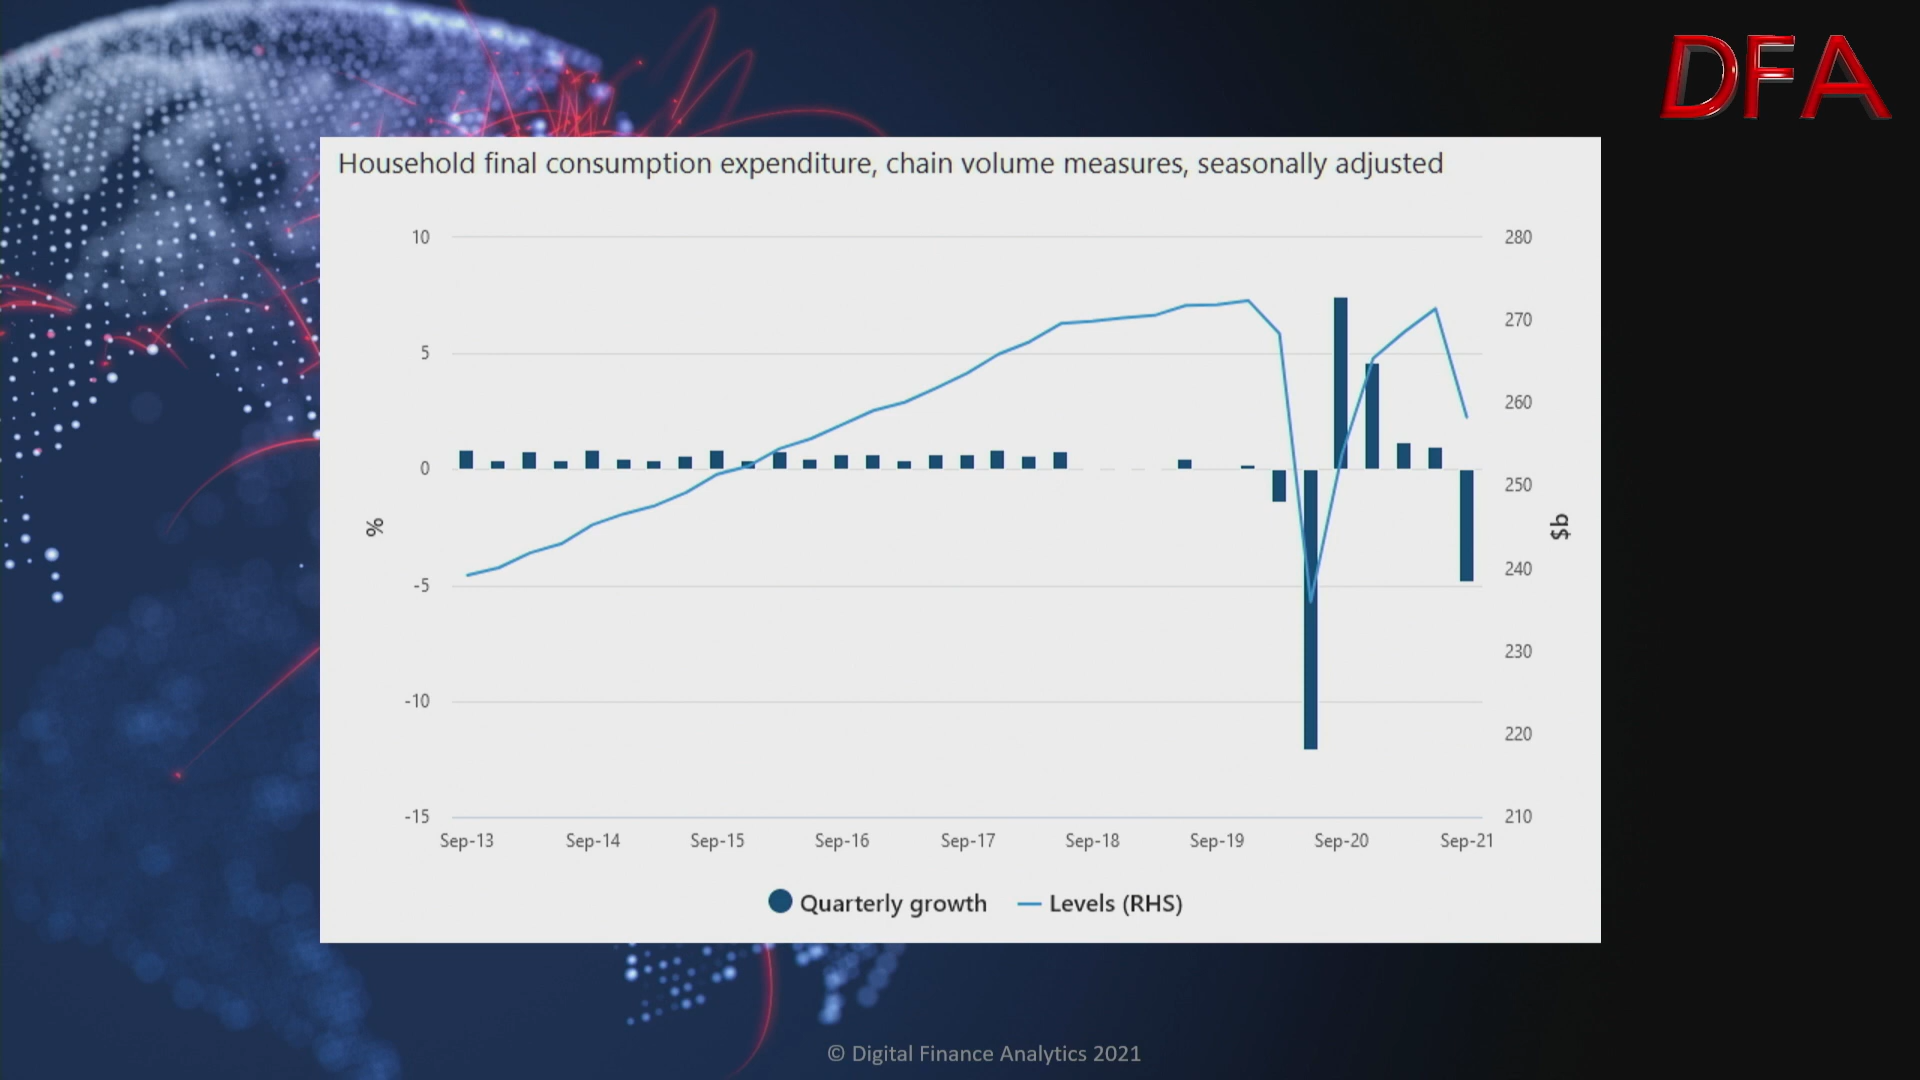 DFA
Household final consumption expenditure, chain volume measures, seasonally adjusted
10
5
0
-5
-10
-15
%
280
270
260
250
240
230
220
210
$b
Sep-13 Sep-14 Sep-15 Sep-16 Sep-17 Sep-18 Sep-19 Sep-20 Sep-21
Quarterly growth Levels (RHS)
© Digital Finance Analytics 2021